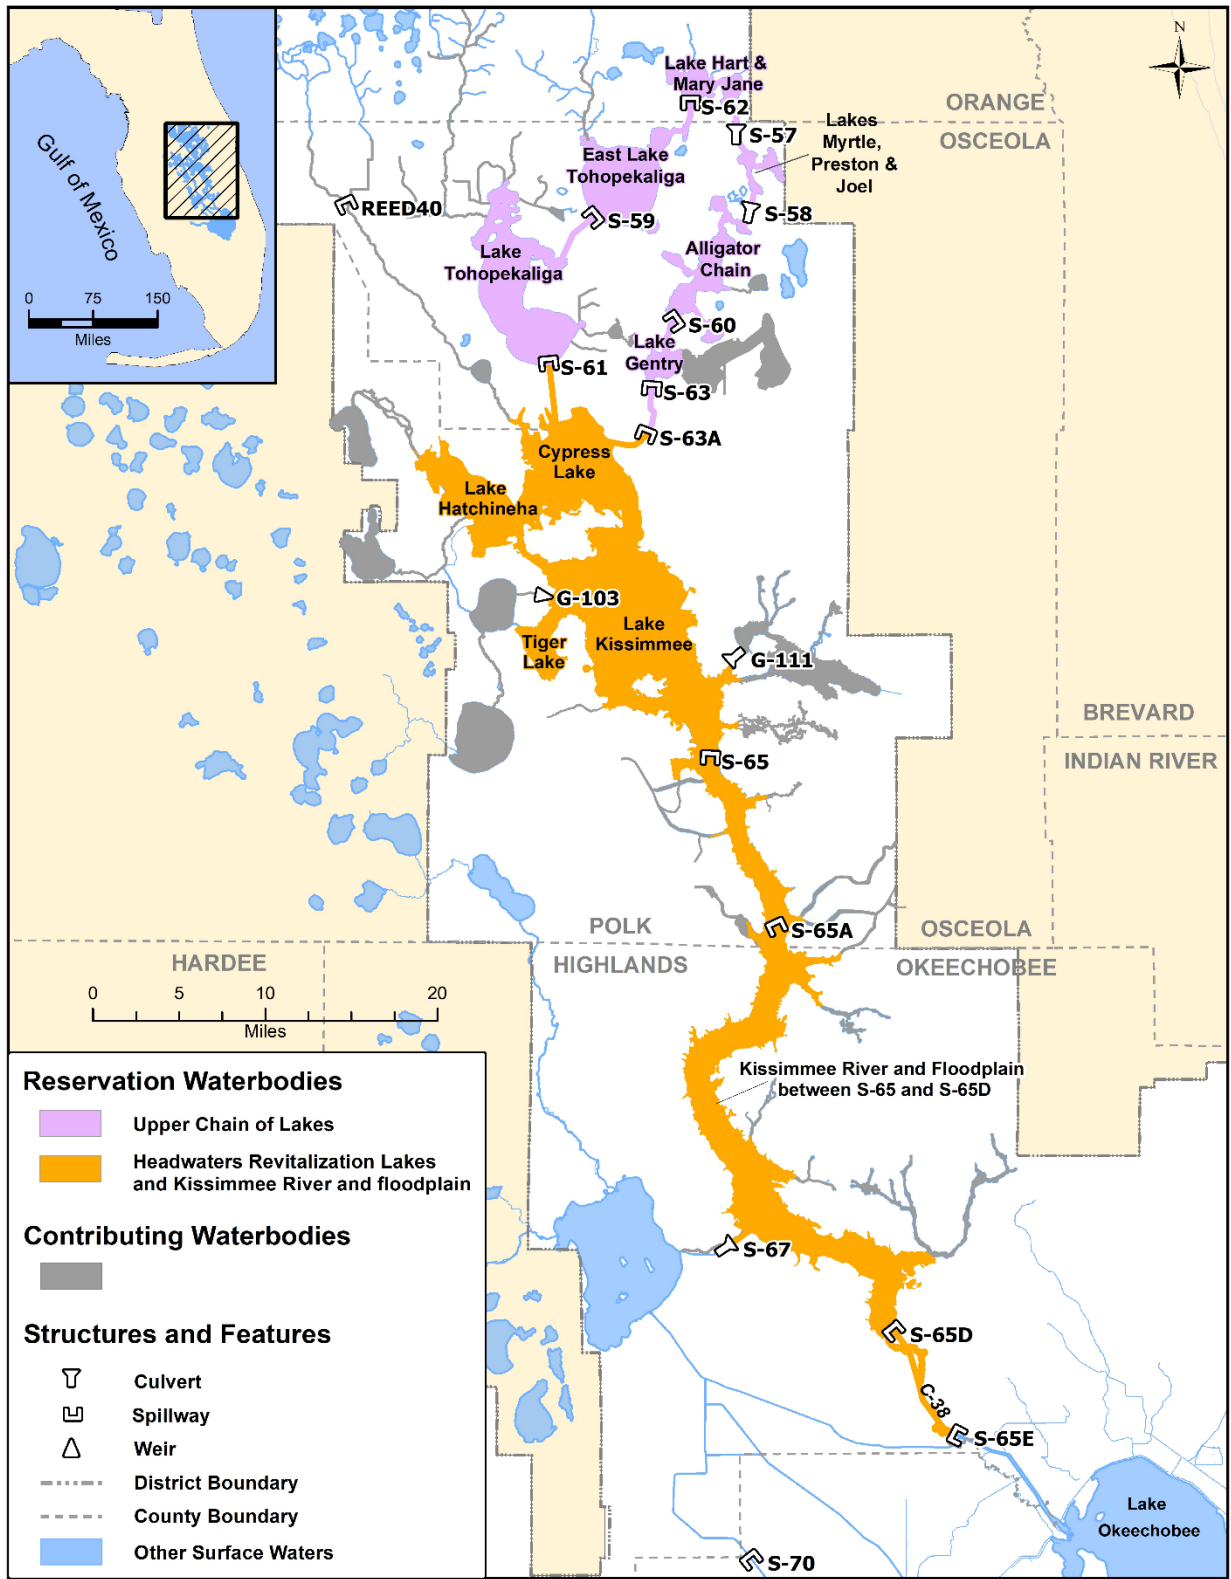 Gulf of Mexico
0 75 150
Miles
N
Lake Hart &
Mary Jane
S-62
ORANGE
OSCEOLA
S-57
Lakes
Myrtle,
Preston &
Joel
East Lake
Tohopekaliga
REED40
S-59
S-58
Lake
Tohopekaliga
Alligator
Chain
S-60
Lake
Gentry
S-61
S-63
S-63A
Cypress
Lake
Lake
Hatchineha
G-103
Lake
Kissimmee
Tiger
Lake
G-111
BREVARD
INDIAN RIVER
S-65
POLK
S-65A
OSCEOLA
HARDEE
HIGHLANDS
OKEECHOBEE
0 5 10 20
Miles
Kissimmee River and Floodplain
between S-65 and S-65D
S-67
S-65D
C-38
S-65E
Lake
Okeechobee
S-70
Reservation Waterbodies
Upper Chain of Lakes
Headwaters Revitalization Lakes
and Kissimmee River and floodplain
Contributing Waterbodies
Structures and Features
Culvert
Spillway
Weir
District Boundary
County Boundary
Other Surface Waters